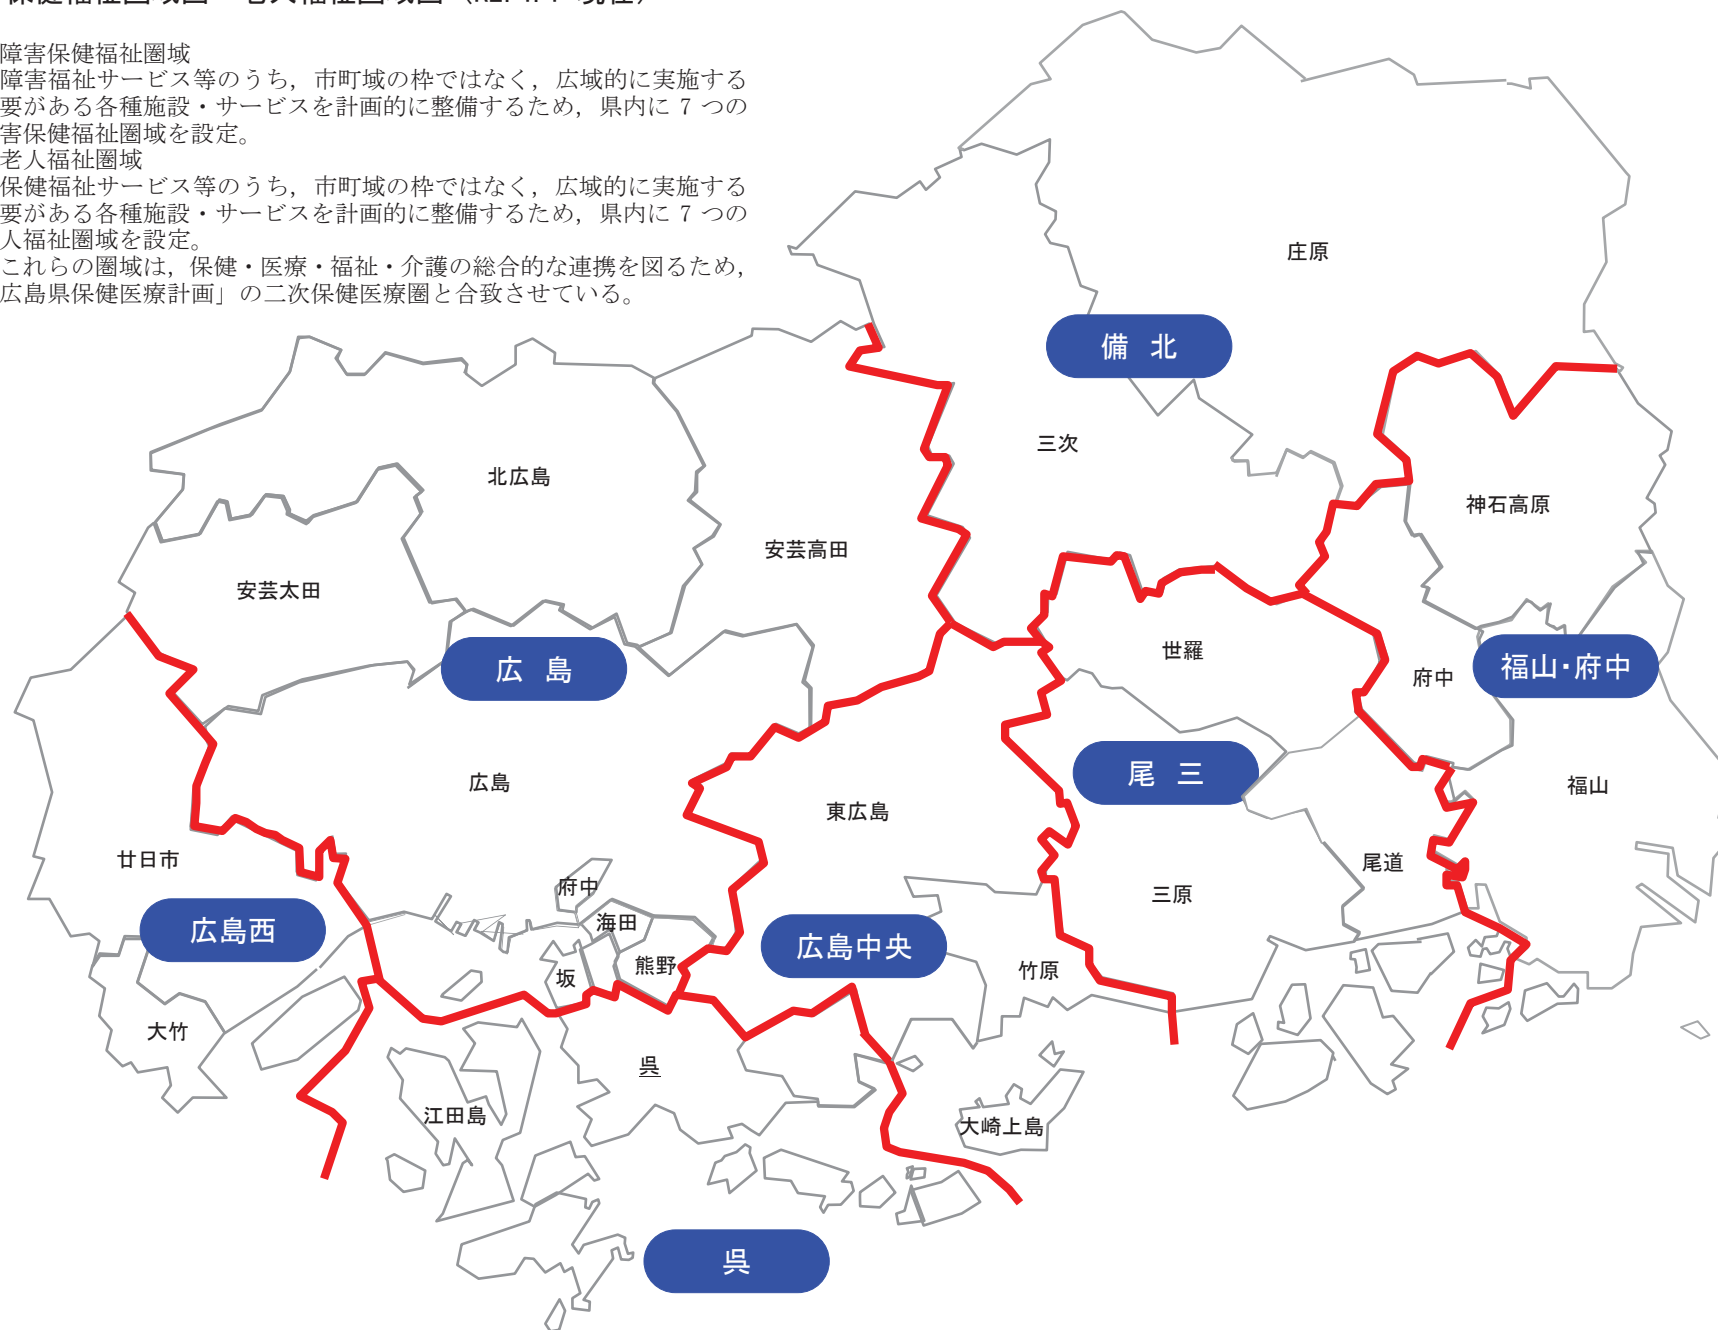 障害保健福祉圏域
障害福祉サービス等のうち，市町域の枠ではなく，広域的に実施する
要がある各種施設・サービスを計画的に整備するため，県内に７つの
害保健福祉圏域を設定。
老人福祉圏域
保健福祉サービス等のうち，市町域の枠ではなく，広域的に実施する
要がある各種施設・サービスを計画的に整備するため，県内に７つの
人福祉圏域を設定。
これらの圏域は，保健・医療・福祉・介護の総合的な連携を図るため，
広島県保健医療計画」の二次保健医療圏と合致させている。
庄原
備 北
三次
北広島
神石高原
安芸高田
安芸太田
世羅
広 島
福山・府中
府中
尾 三
広島
福山
東広島
廿日市
尾道
府中
三原
海田
広島西
広島中央
熊野
竹原
坂
大竹
呉
江田島
大崎上島
呉